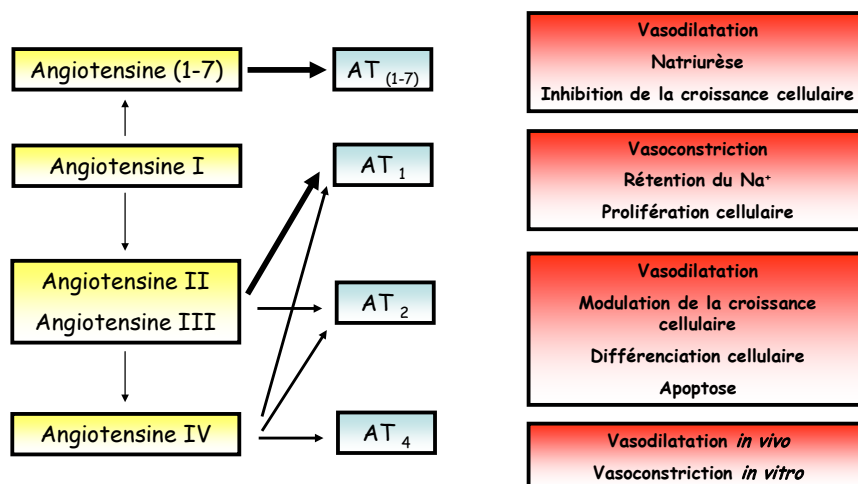 Angiotensine (1-7)
AT (1-7)
Vasodilatation
Natriurèse
Inhibition de la croissance cellulaire
Angiotensine I
AT 1
Vasoconstriction
Rétention du Na⁺
Prolifération cellulaire
Angiotensine II
Angiotensine III
AT 2
Vasodilatation
Modulation de la croissance
cellulaire
Différenciation cellulaire
Apoptose
Angiotensine IV
AT 4
Vasodilatation in vivo
Vasoconstriction in vitro